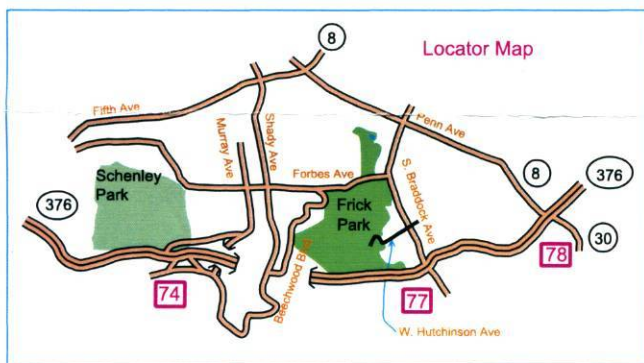 8
Locator Map
Fifth Ave
Murray Ave
Shady Ave
Penn Ave
Forbes Ave
S. Braddock Ave
Schenley
Park
Frick
Park
8
376
376
30
78
74
77
Beechwood Blvd
W. Hutchinson Ave